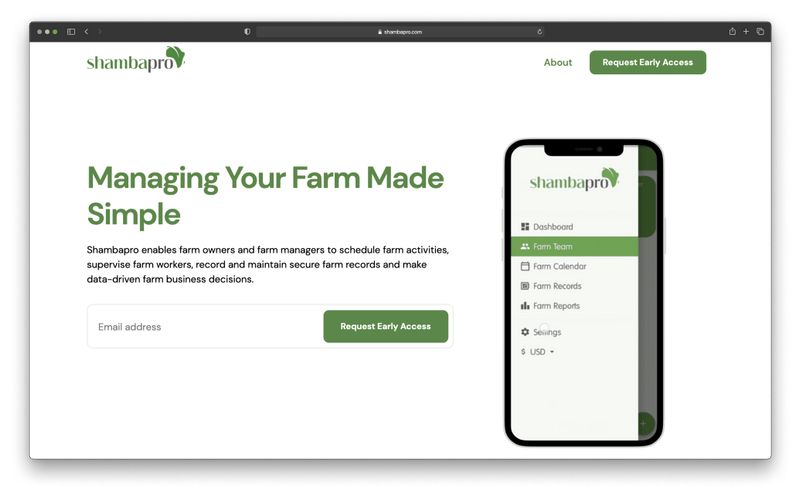 shambapro.com
shambapro
About
Request Early Access
Managing Your Farm Made
Simple
Shambapro enables farm owners and farm managers to schedule farm activities,
supervise farm workers, record and maintain secure farm records and make
data-driven farm business decisions.
Email address
Request Early Access
shambapro
Dashboard
Farm Team
Farm Calendar
Farm Records
Farm Reports
Settings
$ USD